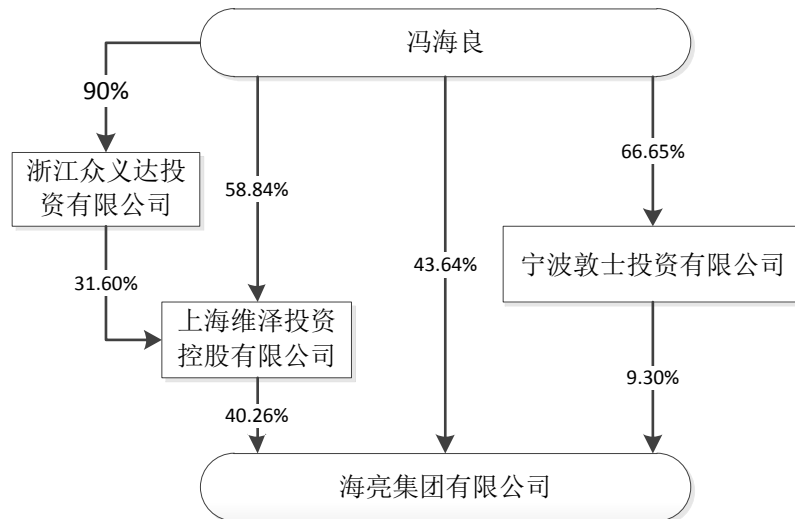 冯海良
90%
浙江众义达投
资有限公司
58.84%
43.64%
66.65%
宁波敦士投资有限公司
31.60%
上海维泽投资
控股有限公司
40.26%
9.30%
海亮集团有限公司